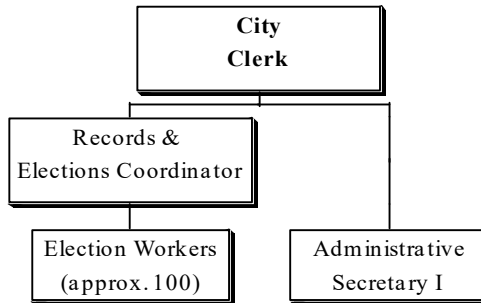 City
Clerk
Records &
Elections Coordinator
Election Workers
(approx. 100)
Administrative
Secretary I